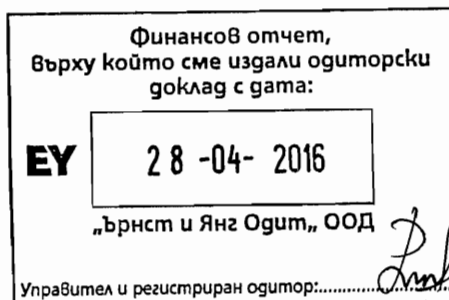 Финансов отчет,
върху който сме издали одиторски
доклад с дата:
EY 28 -04- 2016
„Ърнст и Янг Одит„ ООД
Управител и регистриран одитор:....................